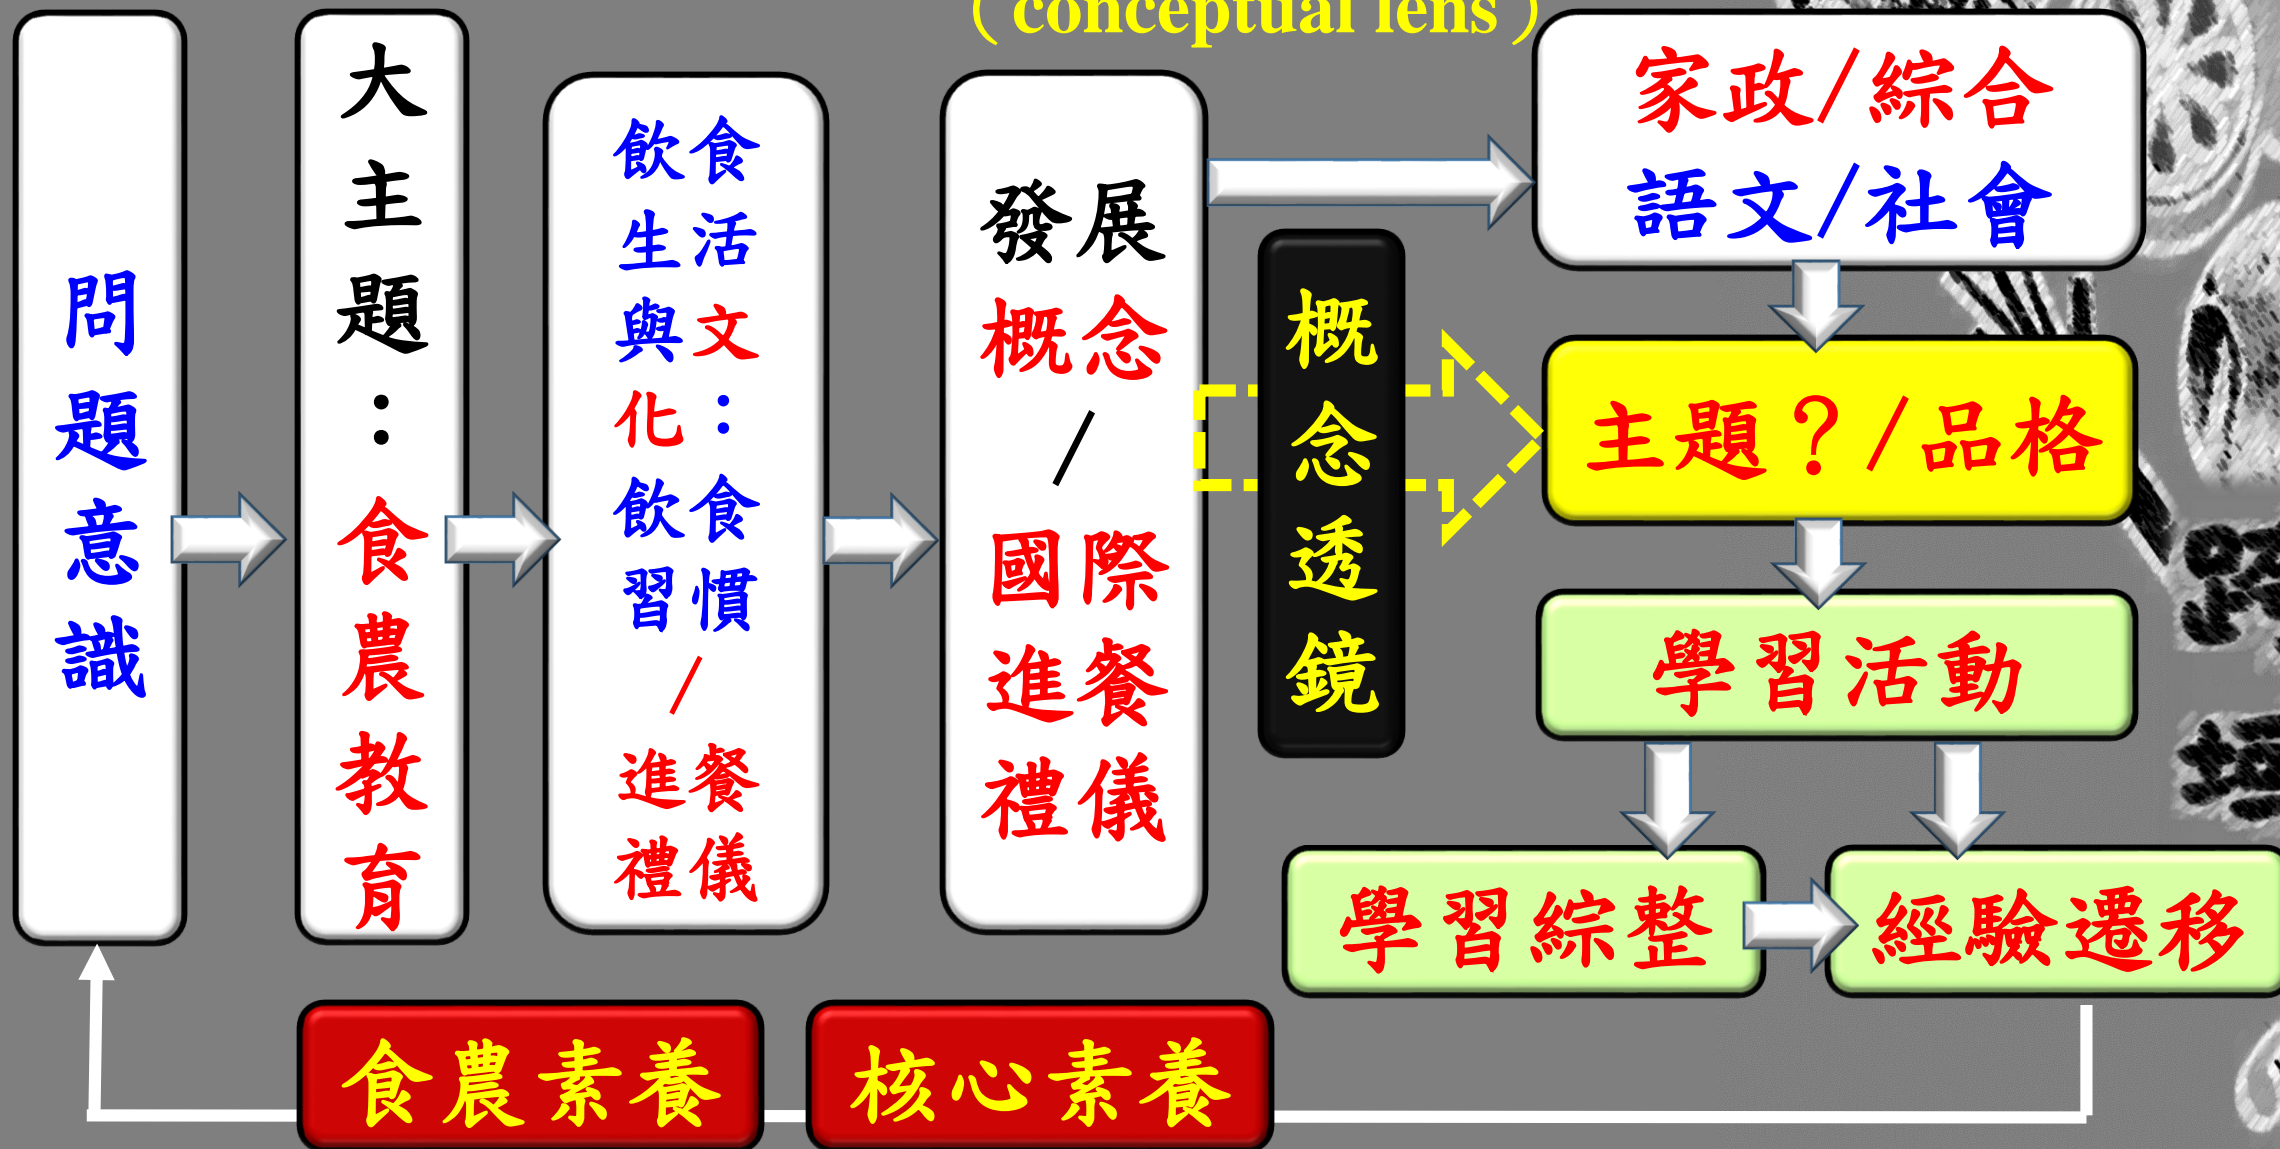 ( conceptual lens )
問
題
意
識
大
主
題
：
食
農
教
育
飲食
生活
與文
化：
飲食
習慣
/
進餐
禮儀
發展
概念
/
國際
進餐
禮儀
概
念
透
鏡
家政/綜合
語文/社會
主題？/品格
學習活動
學習綜整
經驗遷移
食農素養
核心素養